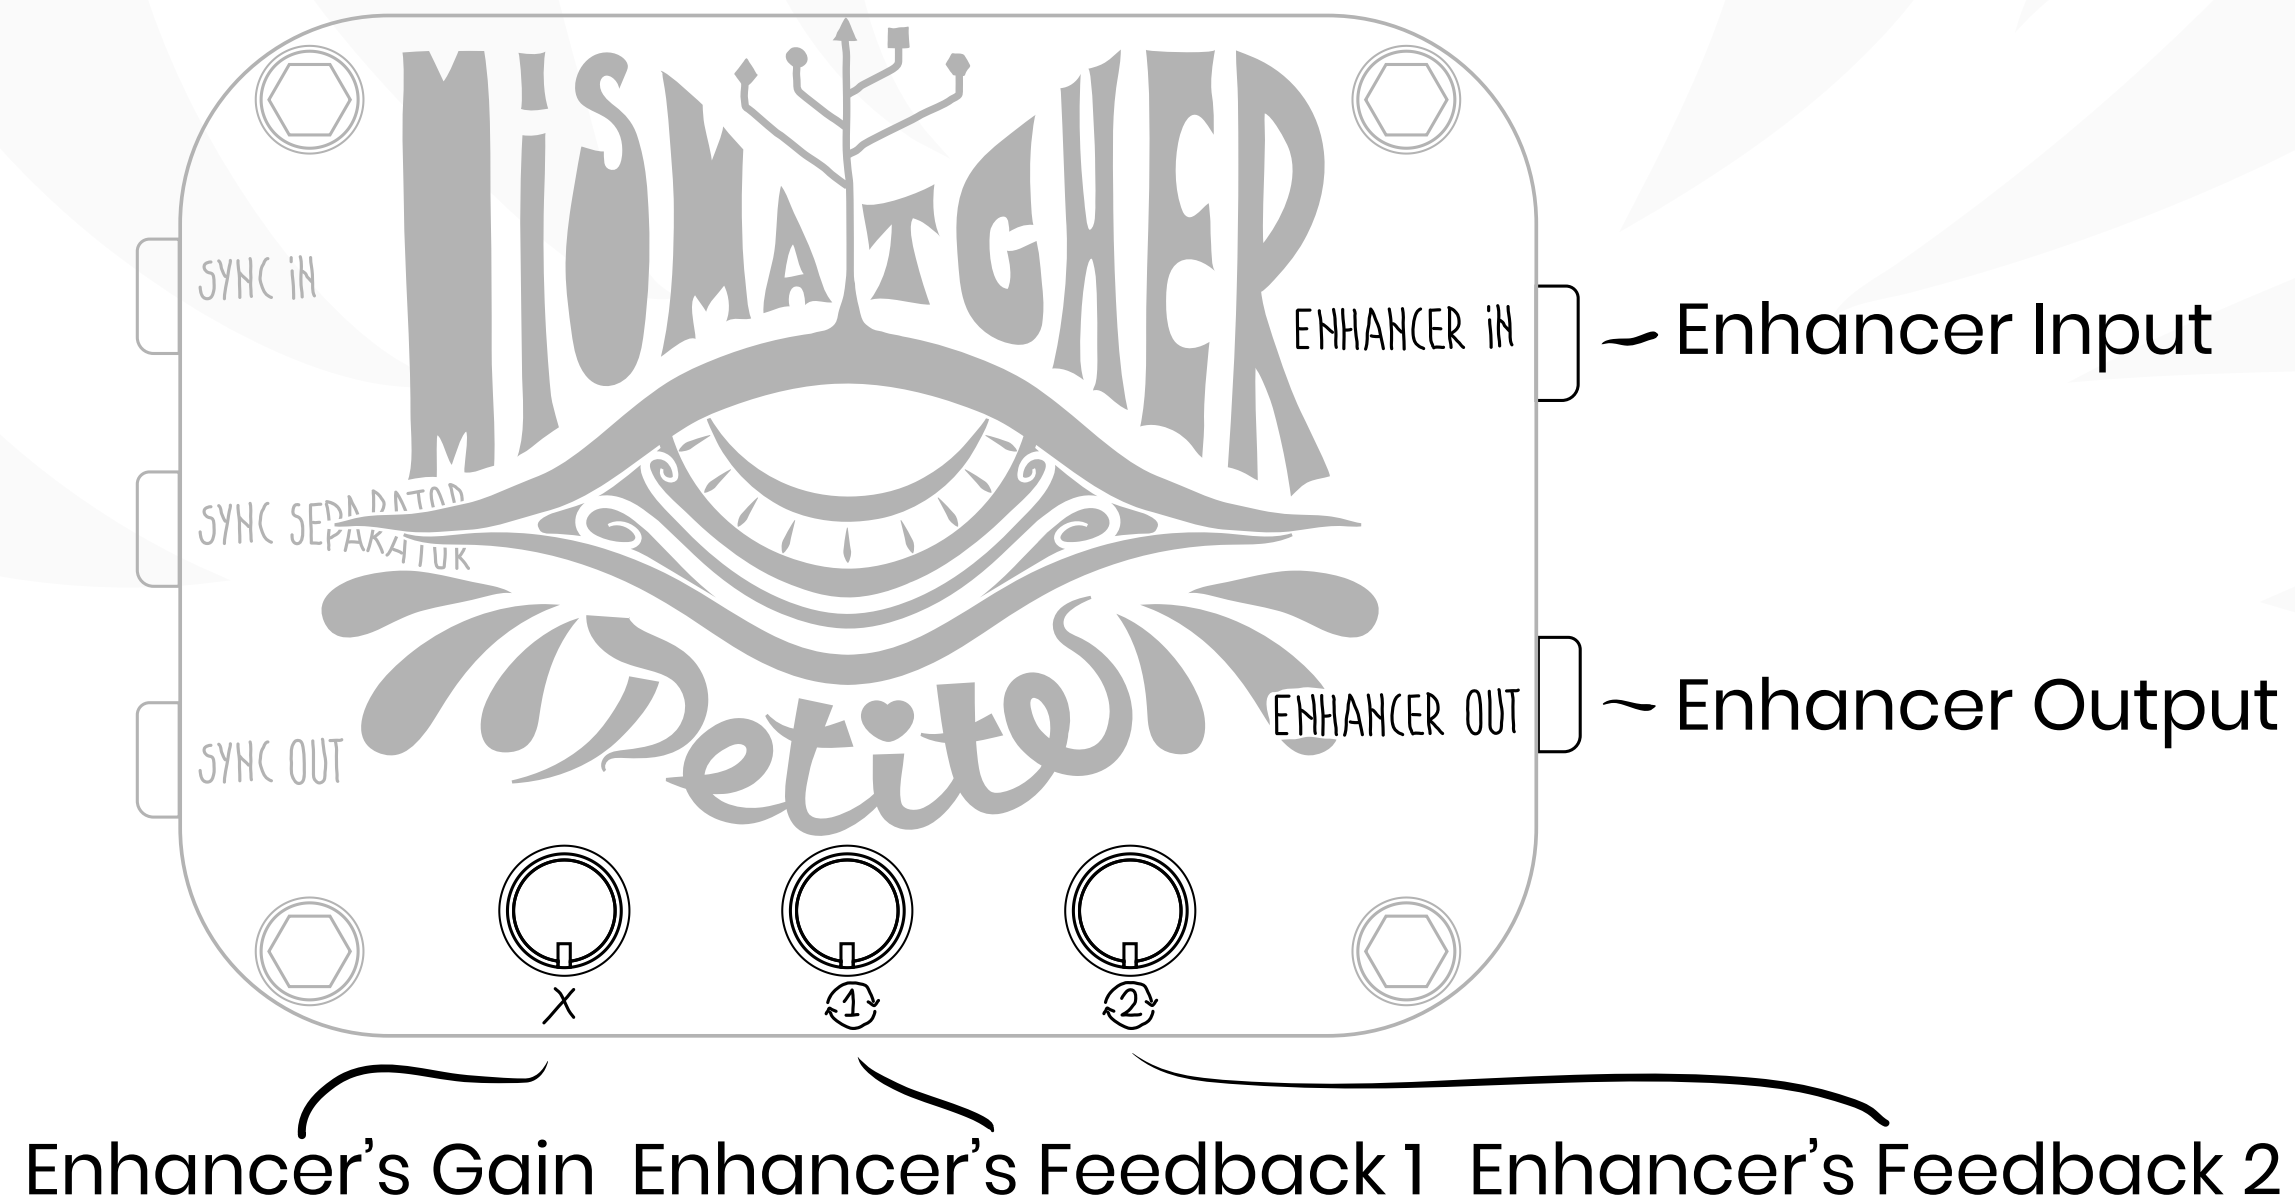 MiSMATCHER
SYNC iN
ENHANCER iN
Enhancer Input
SYNC SEPARATOR
Petite
ENHANCER OUT
Enhancer Output
SYNC OUT
X
1
2
Enhancer’s Gain
Enhancer’s Feedback 1
Enhancer’s Feedback 2